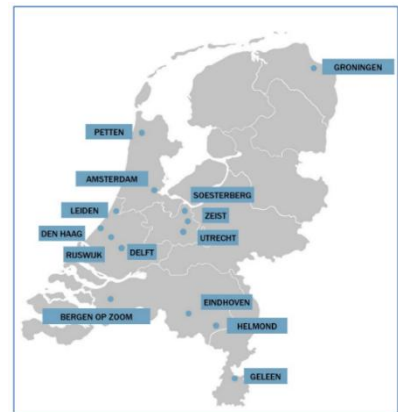 GRONINGEN
PETTEN
AMSTERDAM
SOESTERBERG
LEIDEN
ZEIST
DEN HAAG
UTRECHT
RIJSWIJK
DELFT
EINDHOVEN
BERGEN OP ZOOM
HELMOND
GELEEN